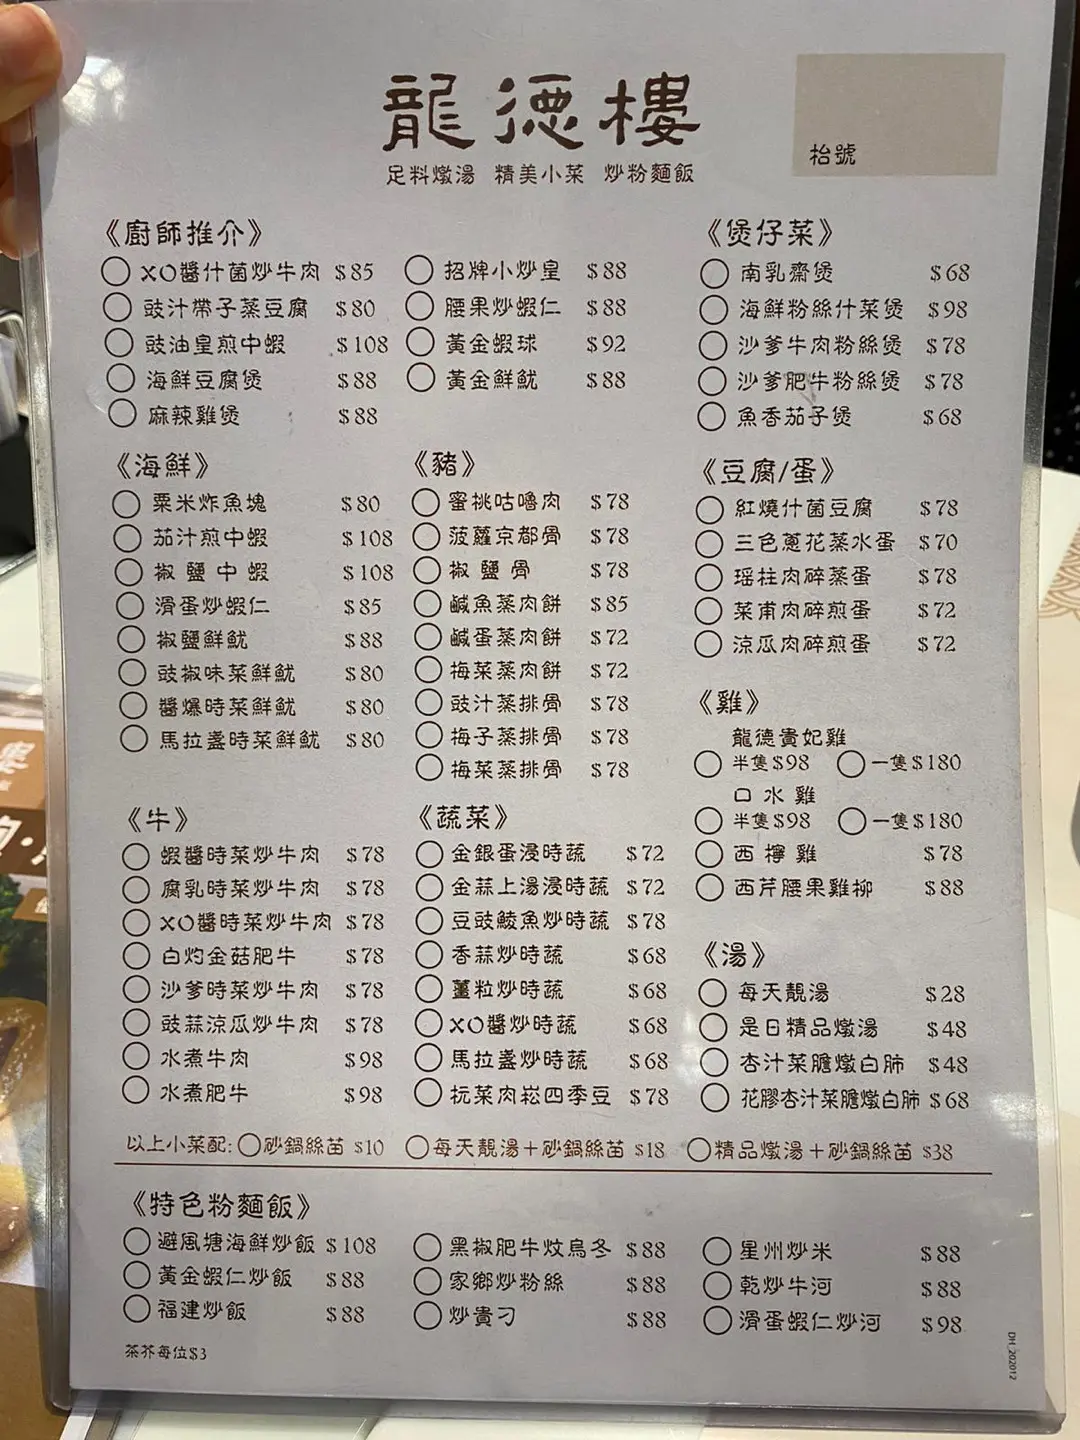 龍德樓
足料燉湯 精美小菜 炒粉麵飯
枱號
《廚師推介》
XO醬什菌炒牛肉 $85
豉汁帶子蒸豆腐 $80
豉油皇煎中蝦 $108
海鮮豆腐煲 $88
麻辣雞煲 $88
招牌小炒皇 $88
腰果炒蝦仁 $88
黃金蝦球 $92
黃金鮮魷 $88
《煲仔菜》
南乳齋煲 $68
海鮮粉絲什菜煲 $98
沙爹牛肉粉絲煲 $78
沙爹肥牛粉絲煲 $78
魚香茄子煲 $68
《海鮮》
粟米炸魚塊 $80
茄汁煎中蝦 $108
椒鹽中蝦 $108
滑蛋炒蝦仁 $85
椒鹽鮮魷 $88
豉椒味菜鮮魷 $80
醬爆時菜鮮魷 $80
馬拉盞時菜鮮魷 $80
《豬》
蜜桃咕嚕肉 $78
菠蘿京都骨 $78
椒鹽骨 $78
鹹魚蒸肉餅 $85
鹹蛋蒸肉餅 $72
梅菜蒸肉餅 $72
豉汁蒸排骨 $78
梅子蒸排骨 $78
梅菜蒸排骨 $78
《豆腐/蛋》
紅燒什菌豆腐 $78
三色蔥花蒸水蛋 $70
瑶柱肉碎蒸蛋 $78
菜甫肉碎煎蛋 $72
涼瓜肉碎煎蛋 $72
《雞》
龍德貴妃雞
半隻$98 一隻$180
口水雞
半隻$98 一隻$180
西檸雞 $78
西芹腰果雞柳 $88
《牛》
蝦醬時菜炒牛肉 $78
腐乳時菜炒牛肉 $78
XO醬時菜炒牛肉 $78
白灼金菇肥牛 $78
沙爹時菜炒牛肉 $78
豉蒜涼瓜炒牛肉 $78
水煮牛肉 $98
水煮肥牛 $98
《蔬菜》
金銀蛋浸時蔬 $72
金蒜上湯浸時蔬 $72
豆豉鯪魚炒時蔬 $78
香蒜炒時蔬 $68
薑粒炒時蔬 $68
XO醬炒時蔬 $68
馬拉盞炒時蔬 $68
杬菜肉崧四季豆 $78
《湯》
每天靚湯 $28
是日精品燉湯 $48
杏汁菜膽燉白肺 $48
花膠杏汁菜膽燉白肺 $68
以上小菜配: 砂鍋絲苗 $10 每天靚湯+砂鍋絲苗 $18 精品燉湯+砂鍋絲苗 $38
《特色粉麵飯》
避風塘海鮮炒飯 $108
黃金蝦仁炒飯 $88
福建炒飯 $88
黑椒肥牛炆烏冬 $88
家鄉炒粉絲 $88
炒貴刁 $88
星州炒米 $88
乾炒牛河 $88
滑蛋蝦仁炒河 $98
茶芥每位$3
DH_202012